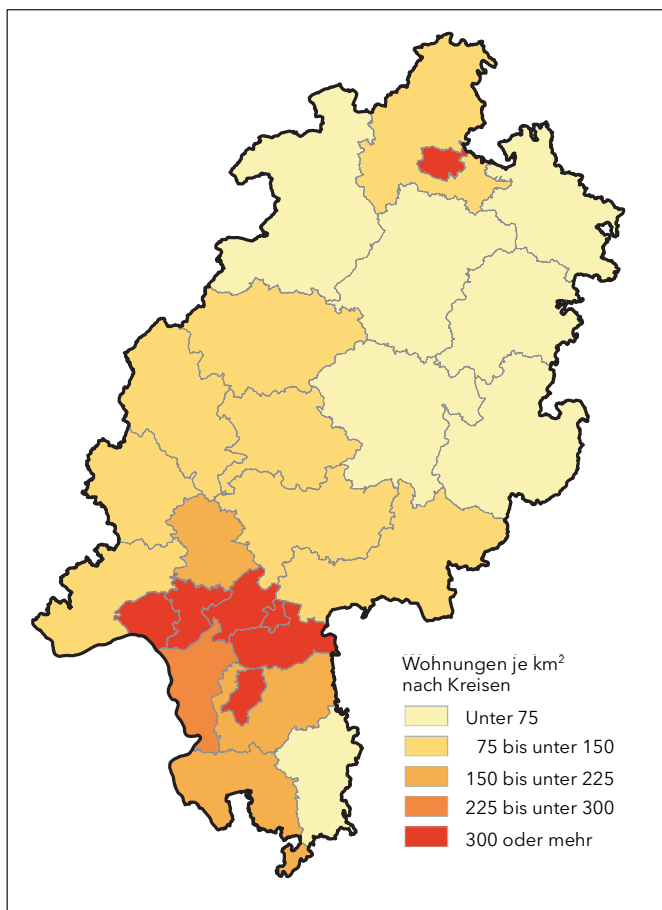 Wohnungen je km²
nach Kreisen
Unter 75
75 bis unter 150
150 bis unter 225
225 bis unter 300
300 oder mehr